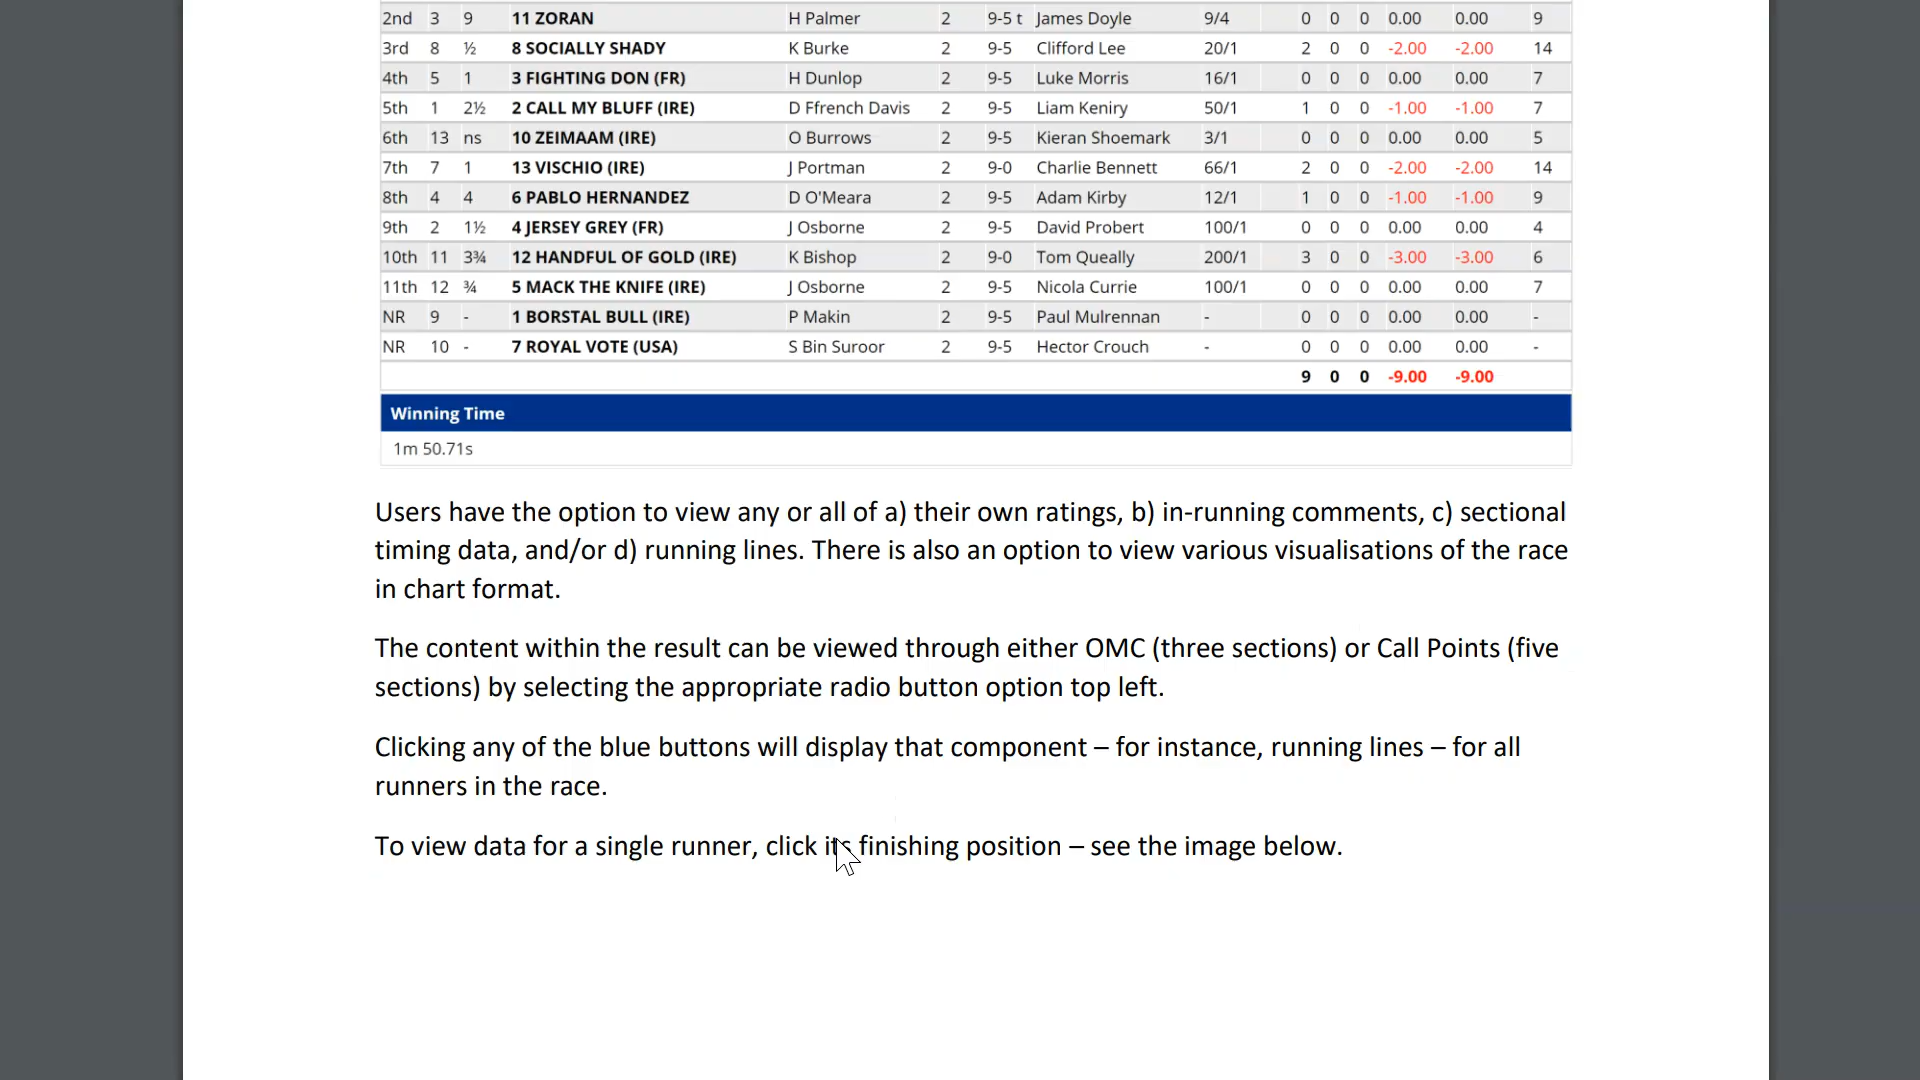 2nd 3 9 11 ZORAN H Palmer 2 9-5 t James Doyle 9/4 0 0 0 0.00 0.00 9
3rd 8 ½ 8 SOCIALLY SHADY K Burke 2 9-5 Clifford Lee 20/1 2 0 0 -2.00 -2.00 14
4th 5 1 3 FIGHTING DON (FR) H Dunlop 2 9-5 Luke Morris 16/1 0 0 0 0.00 0.00 7
5th 1 2½ 2 CALL MY BLUFF (IRE) D Ffrench Davis 2 9-5 Liam Keniry 50/1 1 0 0 -1.00 -1.00 7
6th 13 ns 10 ZEIMAAM (IRE) O Burrows 2 9-5 Kieran Shoemark 3/1 0 0 0 0.00 0.00 5
7th 7 1 13 VISCHIO (IRE) J Portman 2 9-0 Charlie Bennett 66/1 2 0 0 -2.00 -2.00 14
8th 4 4 6 PABLO HERNANDEZ D O'Meara 2 9-5 Adam Kirby 12/1 1 0 0 -1.00 -1.00 9
9th 2 1½ 4 JERSEY GREY (FR) J Osborne 2 9-5 David Probert 100/1 0 0 0 0.00 0.00 4
10th 11 3¾ 12 HANDFUL OF GOLD (IRE) K Bishop 2 9-0 Tom Queally 200/1 3 0 0 -3.00 -3.00 6
11th 12 ¾ 5 MACK THE KNIFE (IRE) J Osborne 2 9-5 Nicola Currie 100/1 0 0 0 0.00 0.00 7
NR 9 - 1 BORSTAL BULL (IRE) P Makin 2 9-5 Paul Mulrennan - 0 0 0 0.00 0.00 -
NR 10 - 7 ROYAL VOTE (USA) S Bin Suroor 2 9-5 Hector Crouch - 0 0 0 0.00 0.00 -
9 0 0 -9.00 -9.00
Winning Time
1m 50.71s
Users have the option to view any or all of a) their own ratings, b) in-running comments, c) sectional
timing data, and/or d) running lines. There is also an option to view various visualisations of the race
in chart format.
The content within the result can be viewed through either OMC (three sections) or Call Points (five
sections) by selecting the appropriate radio button option top left.
Clicking any of the blue buttons will display that component – for instance, running lines – for all
runners in the race.
To view data for a single runner, click its finishing position – see the image below.